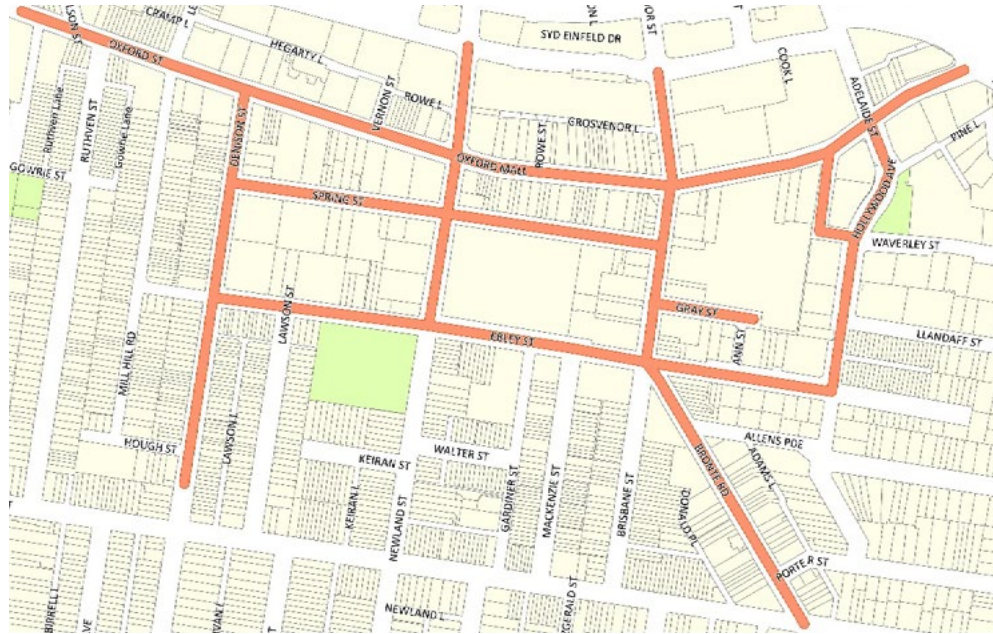 CRAMP L
OXFORD ST
HEGARTY L
SYD EINFELD DR
COOK L
ADELAIDE ST
PINE L
VERNON ST
ROWE L
GROSVENOR L
ROWE ST
Ruthven Lane
RUTHVEN ST
Gowrie Lane
DENISON ST
GOWRIE ST
OXFORD MALL
SPRING ST
HOLLYWOOD AVE
WAVERLEY ST
LAWSON ST
GRAY ST
EBLEY ST
ANN ST
LLANDAFF ST
MILL HILL RD
HOUGH ST
LAWSON L
KEIRAN ST
WALTER ST
ALLENS PDE
BRONTE RD
ADAMS L
KEIRAN L
NEWLAND ST
GARDINER ST
MACKENZIE ST
BRISBANE ST
DONALD PL
PORTER ST
BIRRELL L
NEWLAND L